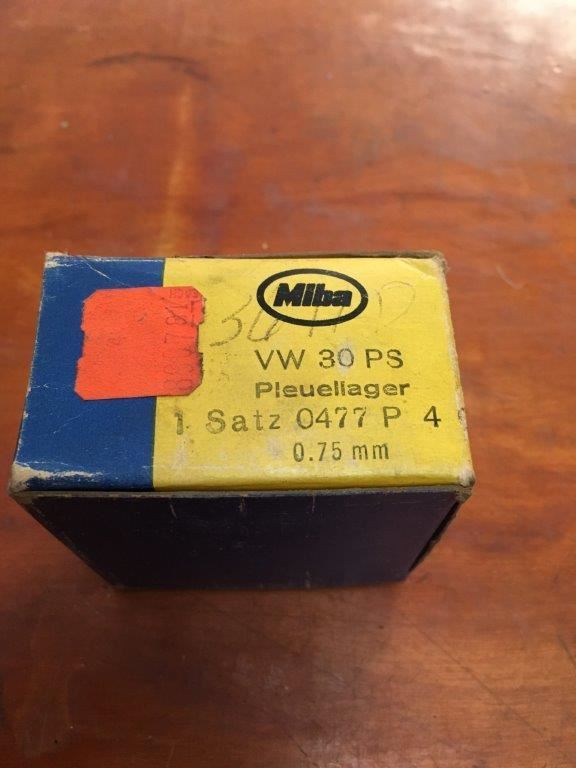 Miba
VW 30 PS
Pleuellager
1 Satz 0477 P 4
0.75 mm